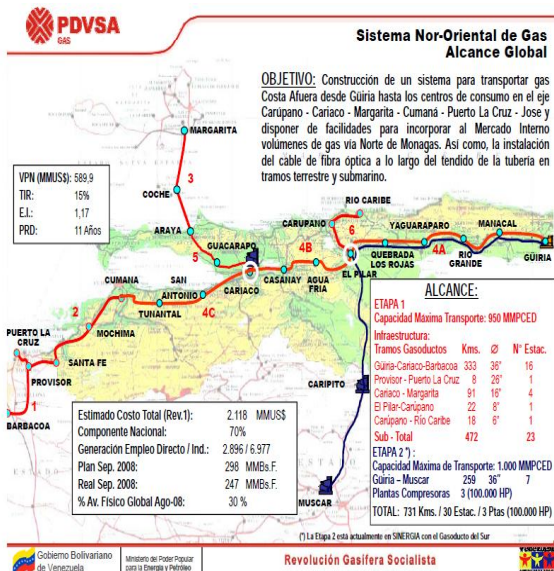 PDVSA
GAS
Sistema Nor-Oriental de Gas
Alcance Global
OBJETIVO: Construcción de un sistema para transportar gas
Costa Afuera desde Güiria hasta los centros de consumo en el eje
Carúpano - Cariaco - Margarita - Cumaná - Puerto La Cruz - Jose y
disponer de facilidades para incorporar al Mercado Interno
volúmenes de gas vía Norte de Monagas. Así como, la instalación
del cable de fibra óptica a lo largo del tendido de la tubería en
tramos terrestre y submarino.
VPN (MMUS$): 589,9
TIR: 15%
E.I.: 1,17
PRD: 11 Años
MARGARITA
3
COCHE
ARAYA
5
GUACARAPO
RIO CARIBE
CARUPANO
6
YAGUARAPARO
MANACAL
4B
4A
EL PILAR
QUEBRADA
LOS ROJAS
RIO
GRANDE
GÜIRIA
CUMANA
SAN
ANTONIO
CARIACO
CASANAY
AGUA
FRIA
4C
TUNANTAL
2
MOCHIMA
PUERTO LA
CRUZ
SANTA FE
PROVISOR
1
BARBACOA
CARIPITO
MUSCAR
ALCANCE:
ETAPA 1
Capacidad Máxima Transporte: 950 MMPCED
Infraestructura:
Tramos Gasoductos Kms. Ø N° Estac.
Güiria-Cariaco-Barbacoa 333 36" 16
Provisor - Puerto La Cruz 8 26" 1
Cariaco - Margarita 91 16" 4
El Pilar-Carúpano 22 8" 1
Carúpano - Río Caribe 18 6" 1
Sub - Total 472 23
ETAPA 2 *) :
Capacidad Máxima de Transporte: 1.000 MMPCED
Güiria – Muscar 259 36" 7
Plantas Compresoras 3 (100.000 HP)
TOTAL: 731 Kms. / 30 Estac. / 3 Ptas (100.000 HP)
Estimado Costo Total (Rev.1): 2.118 MMUS$
Componente Nacional: 70%
Generación Empleo Directo / Ind.: 2.896 / 6.977
Plan Sep. 2008: 298 MMBs.F.
Real Sep. 2008: 247 MMBs.F.
% Av. Físico Global Ago-08: 30 %
(*) La Etapa 2 está actualmente en SINERGIA con el Gasoducto del Sur
Gobierno Bolivariano
de Venezuela
Ministerio del Poder Popular
para la Energía y Petróleo
Revolución Gasífera Socialista